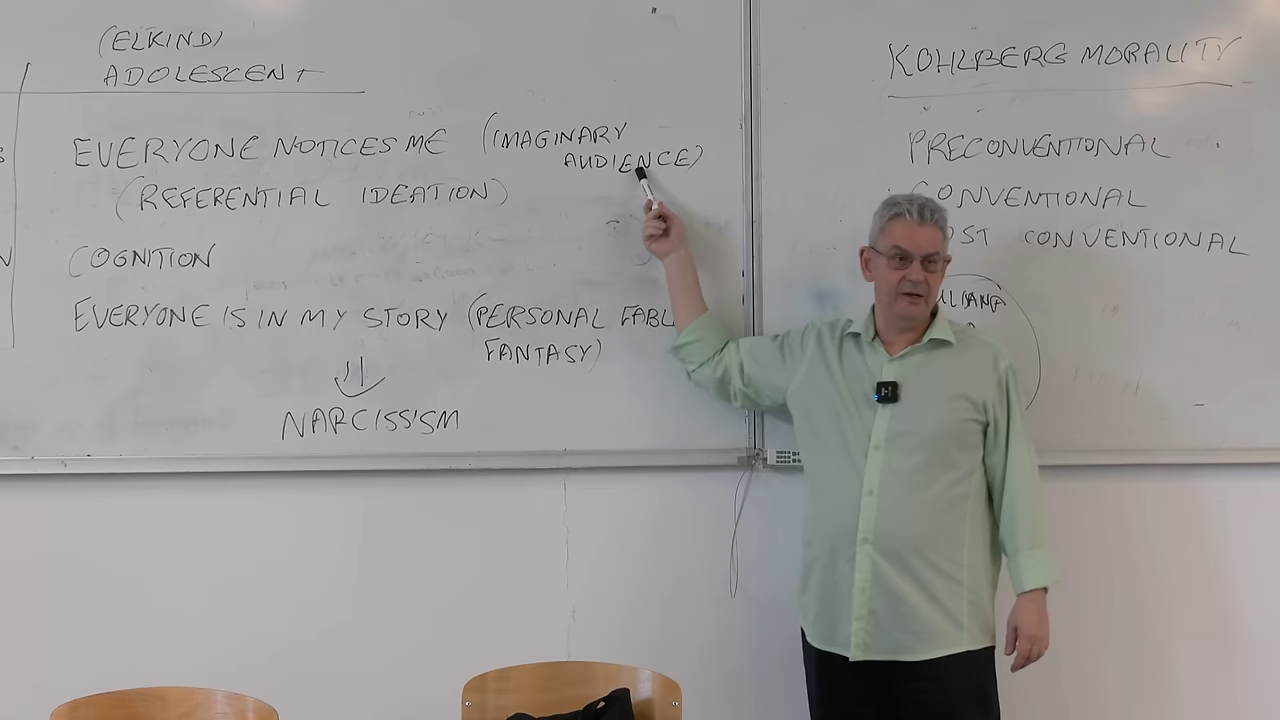 (ELKIND)
ADOLESCENT
EVERYONE NOTICES ME (IMAGINARY
AUDIENCE)
(REFERENTIAL IDEATION)
COGNITION
EVERYONE IS IN MY STORY (PERSONAL FABL
FANTASY)
NARCISSISM
KOHLBERG MORALITY
PRECONVENTIONAL
CONVENTIONAL
OST CONVENTIONAL